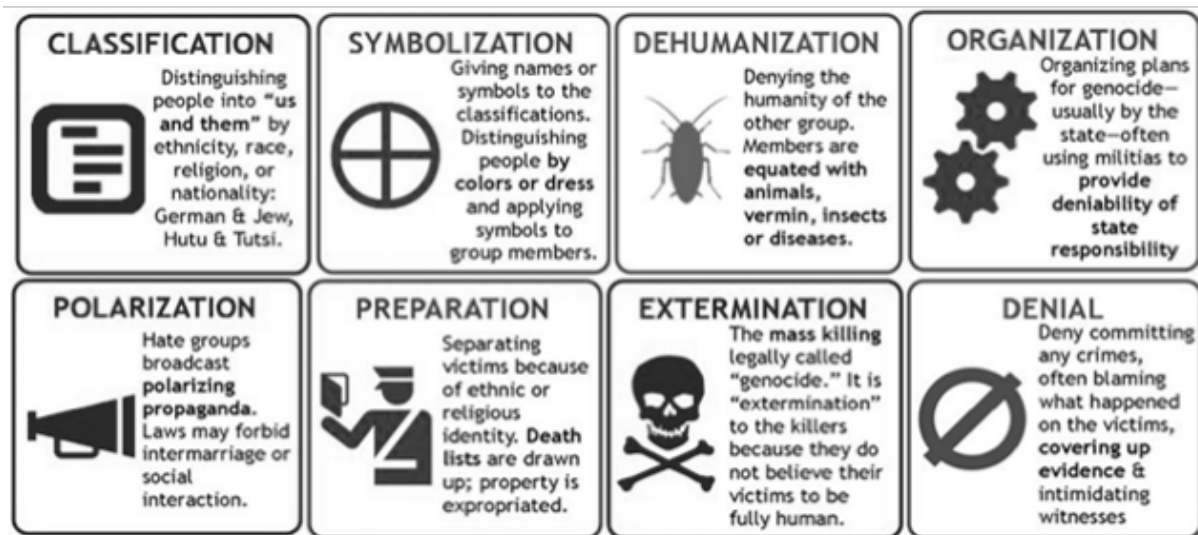 CLASSIFICATION
Distinguishing
people into "us
and them" by
ethnicity, race,
religion, or
nationality:
German & Jew,
Hutu & Tutsi.
SYMBOLIZATION
Giving names or
symbols to the
classifications.
Distinguishing
people by
colors or dress
and applying
symbols to
group members.
DEHUMANIZATION
Denying the
humanity of the
other group.
Members are
equated with
animals,
vermin, insects
or diseases.
ORGANIZATION
Organizing plans
for genocide—
usually by the
state—often
using militias to
provide
deniability of
state
responsibility
POLARIZATION
Hate groups
broadcast
polarizing
propaganda.
Laws may forbid
intermarriage or
social
interaction.
PREPARATION
Separating
victims because
of ethnic or
religious
identity. Death
lists are drawn
up; property is
expropriated.
EXTERMINATION
The mass killing
legally called
"genocide." It is
"extermination"
to the killers
because they do
not believe their
victims to be
fully human.
DENIAL
Deny committing
any crimes,
often blaming
what happened
on the victims,
covering up
evidence &
intimidating
witnesses